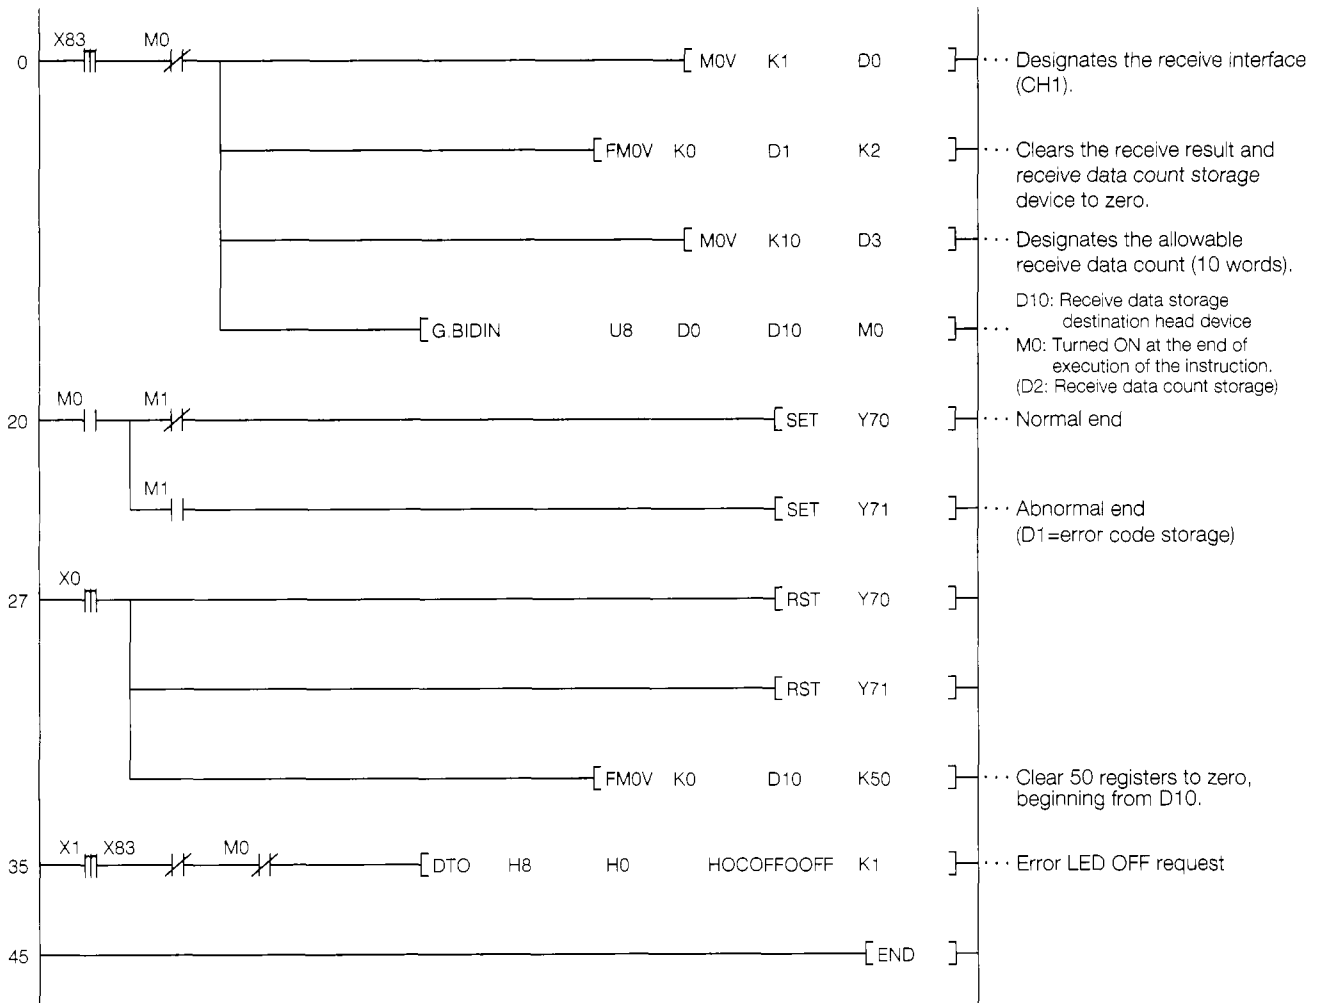 X83 M0
0 [ MOV K1 D0 ] ··· Designates the receive interface
(CH1).
[ FMOV K0 D1 K2 ] ··· Clears the receive result and
receive data count storage
device to zero.
[ MOV K10 D3 ] ··· Designates the allowable
receive data count (10 words).
[ G.BIDIN U8 D0 D10 M0 ] ···
D10: Receive data storage
destination head device
M0: Turned ON at the end of
execution of the instruction.
(D2: Receive data count storage)
M0 M1
20 [ SET Y70 ] ··· Normal end
M1
[ SET Y71 ] ··· Abnormal end
(D1=error code storage)
X0
27 [ RST Y70 ]
[ RST Y71 ]
[ FMOV K0 D10 K50 ] ··· Clear 50 registers to zero,
beginning from D10.
X1 X83 M0
35 [ DTO H8 H0 H0C0FF00FF K1 ] ··· Error LED OFF request
45 [ END ]